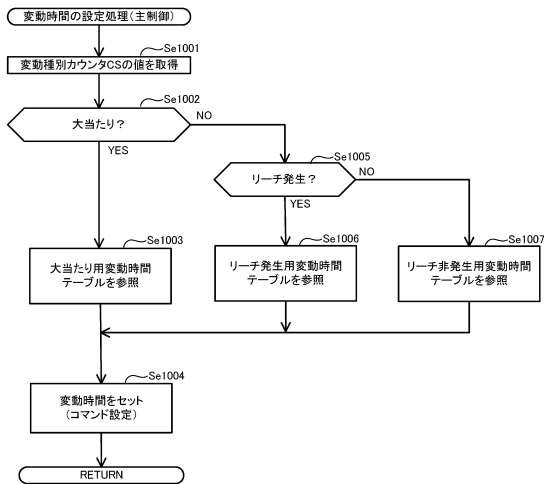 変動時間の設定処理(主制御)
Se1001
変動種別カウンタCSの値を取得
Se1002
大当たり?
NO
YES
Se1005
リーチ発生?
NO
YES
Se1003
大当たり用変動時間
テーブルを参照
Se1006
リーチ発生用変動時間
テーブルを参照
Se1007
リーチ非発生用変動時間
テーブルを参照
Se1004
変動時間をセット
(コマンド設定)
RETURN